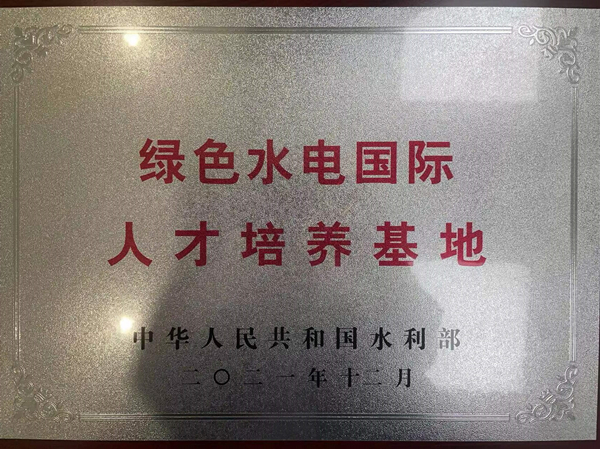 绿色水电国际
人才培养基地
中华人民共和国水利部
二〇二一年十二月